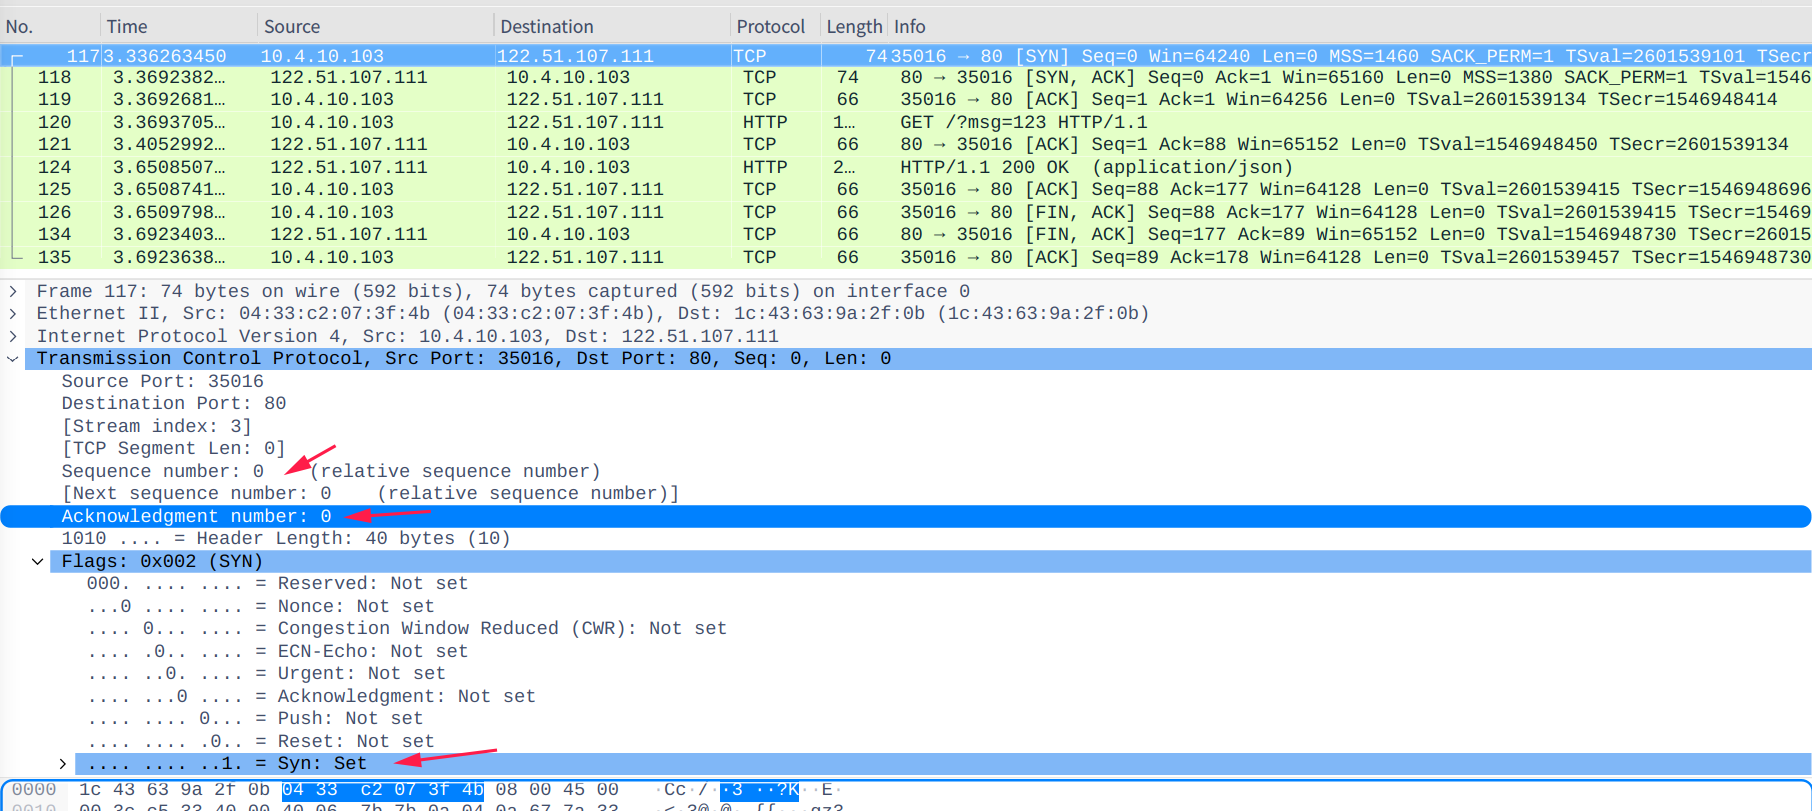 No. Time Source Destination Protocol Length Info
117 3.336263450 10.4.10.103 122.51.107.111 TCP 74 35016 → 80 [SYN] Seq=0 Win=64240 Len=0 MSS=1460 SACK_PERM=1 TSval=2601539101 TSecr
118 3.3692382… 122.51.107.111 10.4.10.103 TCP 74 80 → 35016 [SYN, ACK] Seq=0 Ack=1 Win=65160 Len=0 MSS=1380 SACK_PERM=1 TSval=1546
119 3.3692681… 10.4.10.103 122.51.107.111 TCP 66 35016 → 80 [ACK] Seq=1 Ack=1 Win=64256 Len=0 TSval=2601539134 TSecr=1546948414
120 3.3693705… 10.4.10.103 122.51.107.111 HTTP 1… GET /?msg=123 HTTP/1.1
121 3.4052992… 122.51.107.111 10.4.10.103 TCP 66 80 → 35016 [ACK] Seq=1 Ack=88 Win=65152 Len=0 TSval=1546948450 TSecr=2601539134
124 3.6508507… 122.51.107.111 10.4.10.103 HTTP 2… HTTP/1.1 200 OK (application/json)
125 3.6508741… 10.4.10.103 122.51.107.111 TCP 66 35016 → 80 [ACK] Seq=88 Ack=177 Win=64128 Len=0 TSval=2601539415 TSecr=1546948696
126 3.6509798… 10.4.10.103 122.51.107.111 TCP 66 35016 → 80 [FIN, ACK] Seq=88 Ack=177 Win=64128 Len=0 TSval=2601539415 TSecr=15469
134 3.6923403… 122.51.107.111 10.4.10.103 TCP 66 80 → 35016 [FIN, ACK] Seq=177 Ack=89 Win=65152 Len=0 TSval=1546948730 TSecr=26015
135 3.6923638… 10.4.10.103 122.51.107.111 TCP 66 35016 → 80 [ACK] Seq=89 Ack=178 Win=64128 Len=0 TSval=2601539457 TSecr=1546948730
Frame 117: 74 bytes on wire (592 bits), 74 bytes captured (592 bits) on interface 0
Ethernet II, Src: 04:33:c2:07:3f:4b (04:33:c2:07:3f:4b), Dst: 1c:43:63:9a:2f:0b (1c:43:63:9a:2f:0b)
Internet Protocol Version 4, Src: 10.4.10.103, Dst: 122.51.107.111
Transmission Control Protocol, Src Port: 35016, Dst Port: 80, Seq: 0, Len: 0
Source Port: 35016
Destination Port: 80
[Stream index: 3]
[TCP Segment Len: 0]
Sequence number: 0 (relative sequence number)
[Next sequence number: 0 (relative sequence number)]
Acknowledgment number: 0
1010 .... = Header Length: 40 bytes (10)
Flags: 0x002 (SYN)
000. .... .... = Reserved: Not set
...0 .... .... = Nonce: Not set
.... 0... .... = Congestion Window Reduced (CWR): Not set
.... .0.. .... = ECN-Echo: Not set
.... ..0. .... = Urgent: Not set
.... ...0 .... = Acknowledgment: Not set
.... .... 0... = Push: Not set
.... .... .0.. = Reset: Not set
.... .... ..1. = Syn: Set
0000 1c 43 63 9a 2f 0b 04 33 c2 07 3f 4b 08 00 45 00 ·Cc·/··3 ··?K··E·